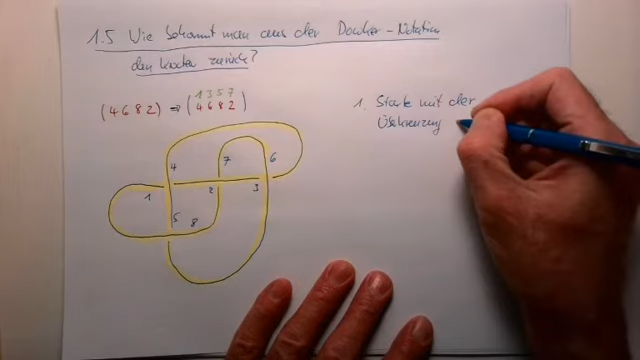 1.5 Wie bekommt man aus der Dowker-Notation
den Knoten zurück?
1 3 5 7
(4 6 8 2) ⇒ (4 6 8 2)
1. Starte mit der
Überkreuzung
4 7 6
1 2 3
5 8